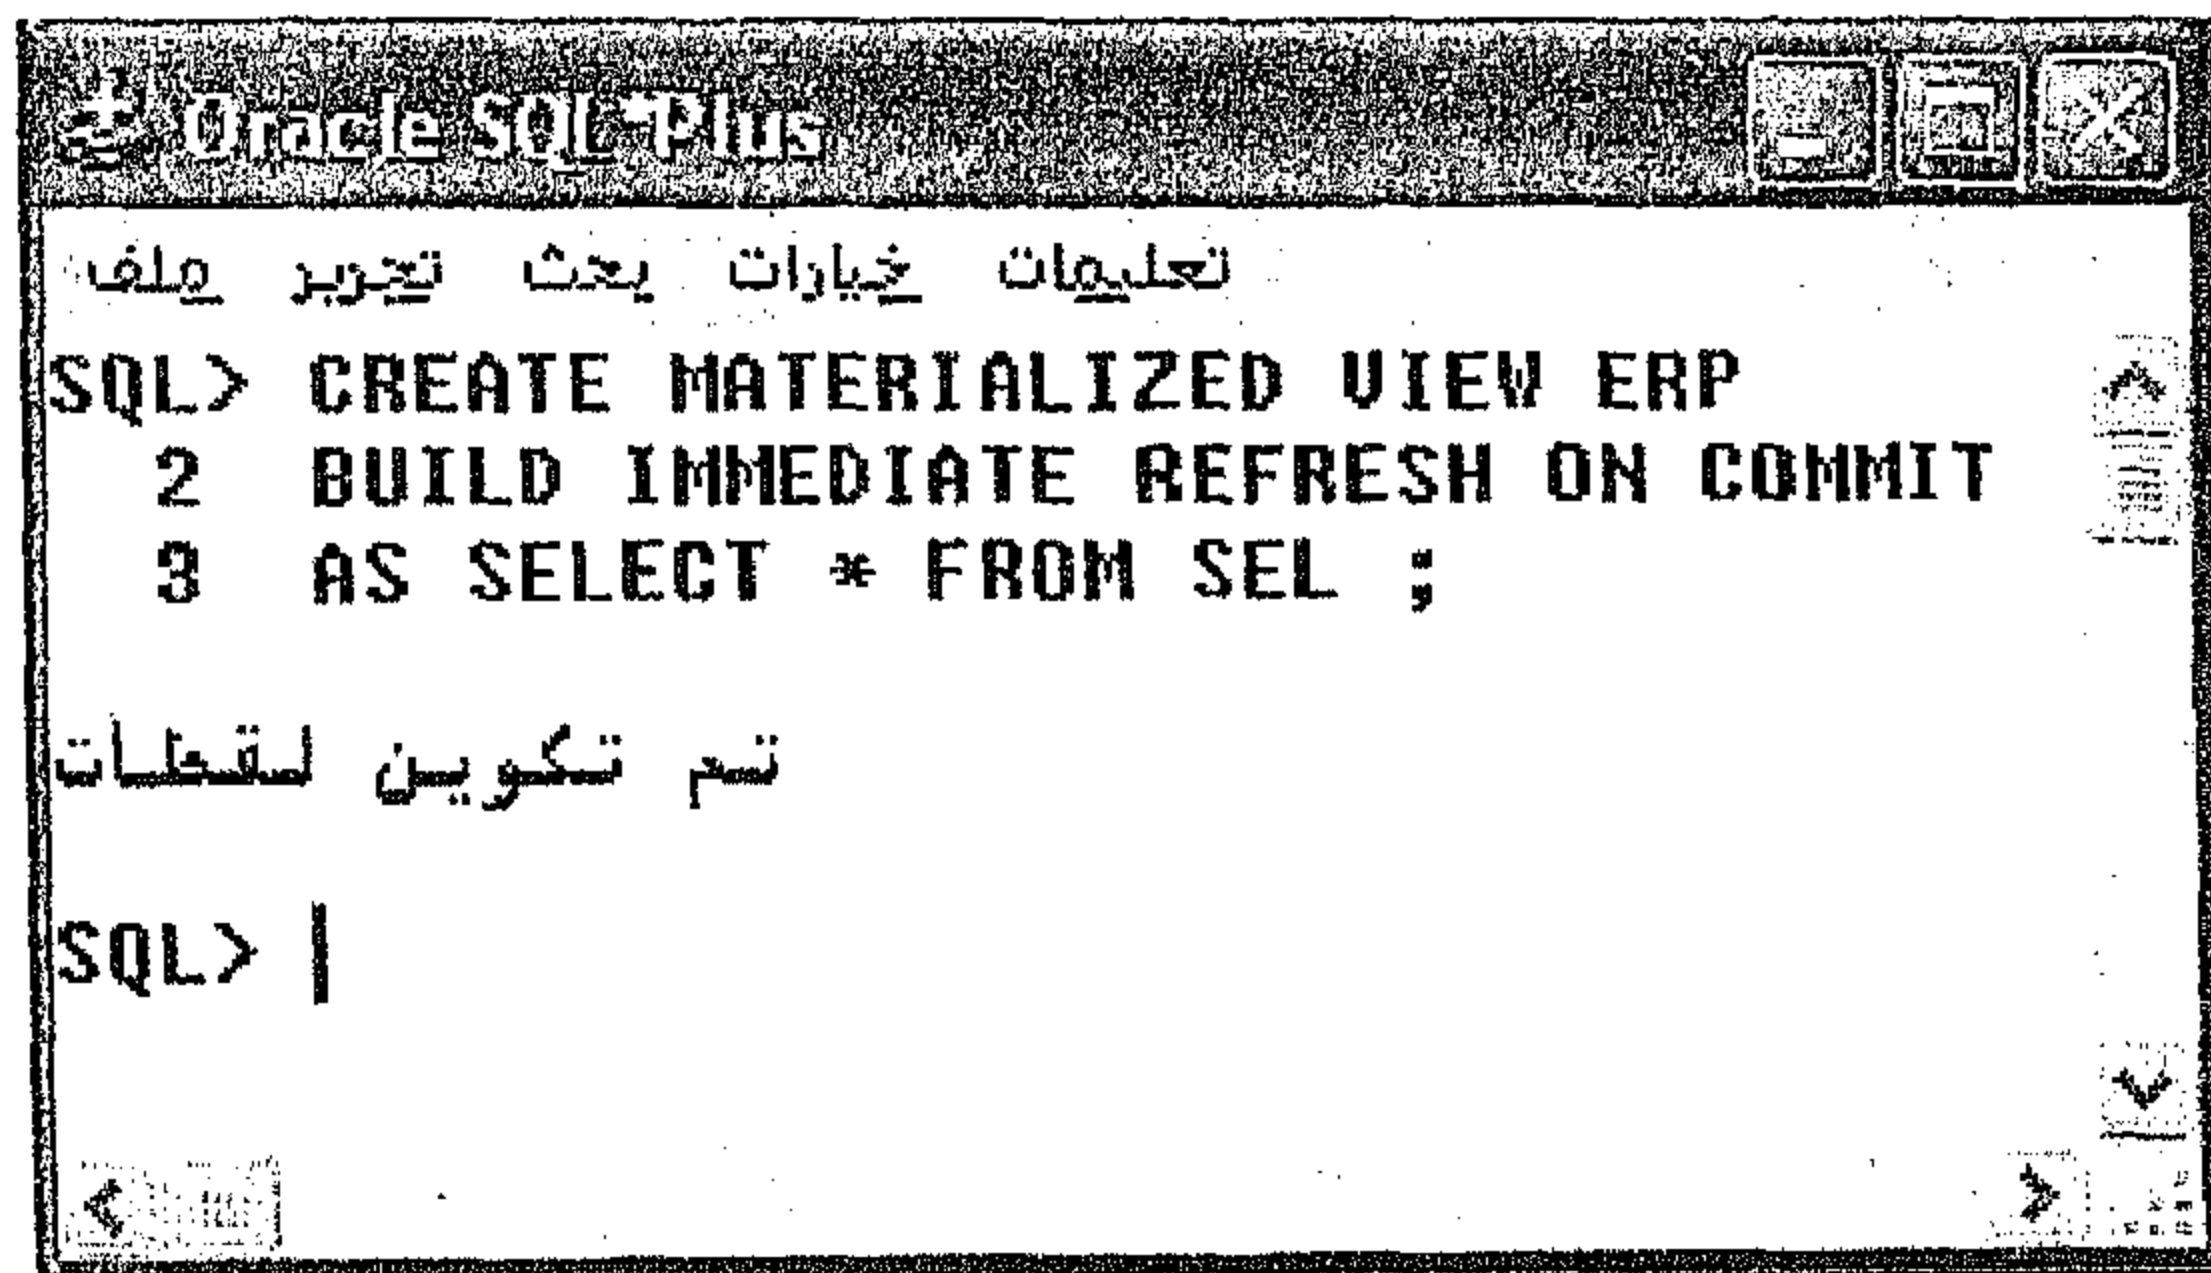 Oracle SQL*Plus
ملف تحرير بحث خيارات تعليمات
SQL> CREATE MATERIALIZED VIEW ERP
2 BUILD IMMEDIATE REFRESH ON COMMIT
3 AS SELECT * FROM SEL ;
تم تكوين لقطات
SQL>